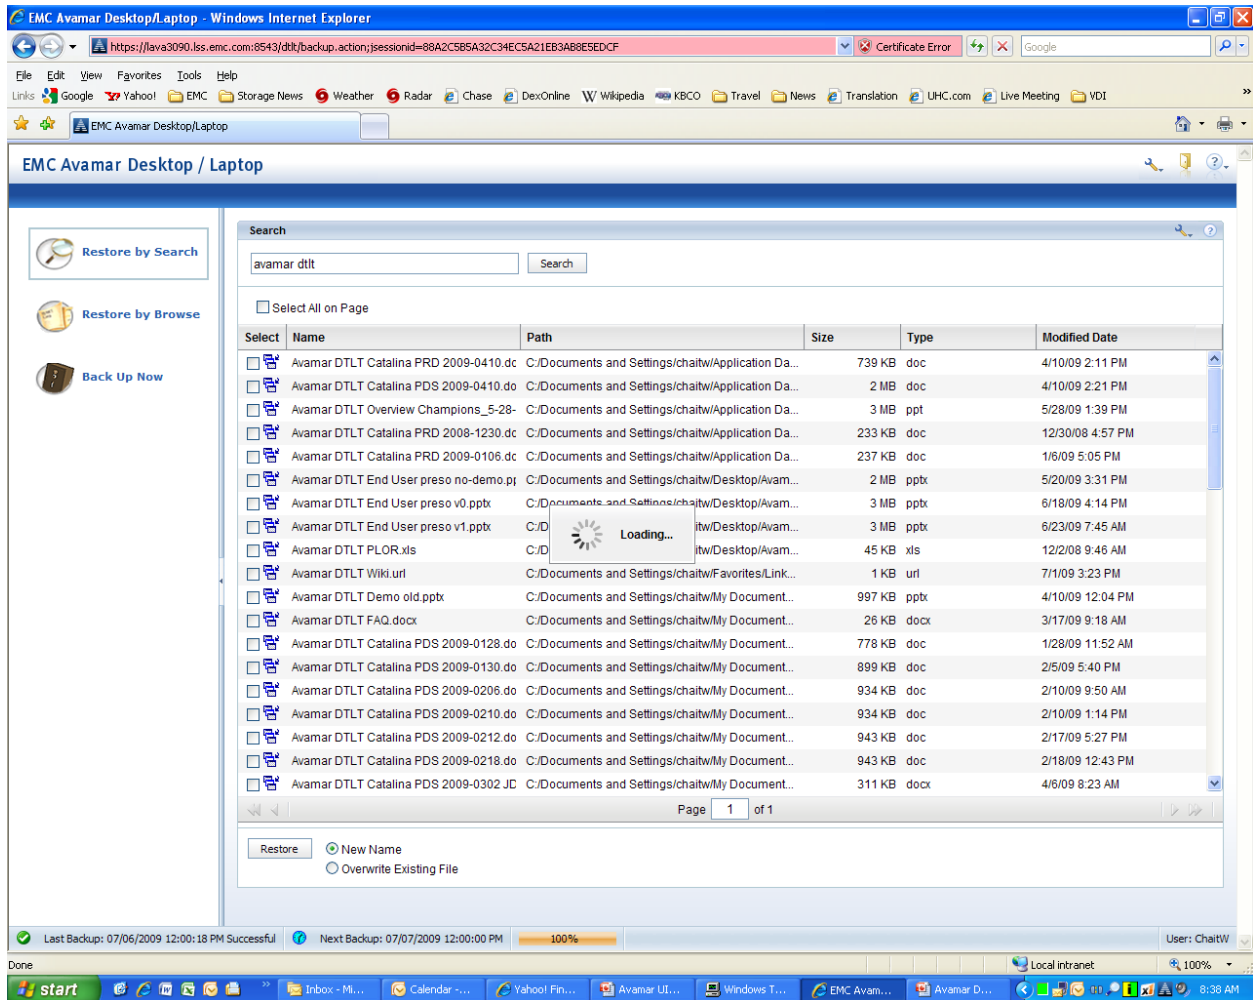 EMC Avamar Desktop/Laptop - Windows Internet Explorer
https://lava3090.lss.emc.com:8543/dtlt/backup.action;jsessionid=88A2C5B5A32C34EC5A21EB3AB8E5EDCF Certificate Error Google
File Edit View Favorites Tools Help
Links Google Yahoo! EMC Storage News Weather Radar Chase DexOnline Wikipedia KBCO Travel News Translation UHC.com Live Meeting VDI
EMC Avamar Desktop/Laptop
EMC Avamar Desktop / Laptop
Restore by Search
Restore by Browse
Back Up Now
Search
avamar dtlt Search
Select All on Page
Select Name Path Size Type Modified Date
Avamar DTLT Catalina PRD 2009-0410.dc C:/Documents and Settings/chaitw/Application Da... 739 KB doc 4/10/09 2:11 PM
Avamar DTLT Catalina PDS 2009-0410.do C:/Documents and Settings/chaitw/Application Da... 2 MB doc 4/10/09 2:21 PM
Avamar DTLT Overview Champions_5-28- C:/Documents and Settings/chaitw/Application Da... 3 MB ppt 5/28/09 1:39 PM
Avamar DTLT Catalina PRD 2008-1230.dc C:/Documents and Settings/chaitw/Application Da... 233 KB doc 12/30/08 4:57 PM
Avamar DTLT Catalina PRD 2009-0106.dc C:/Documents and Settings/chaitw/Application Da... 237 KB doc 1/6/09 5:05 PM
Avamar DTLT End User preso no-demo.pp C:/Documents and Settings/chaitw/Desktop/Avam... 2 MB pptx 5/20/09 3:31 PM
Avamar DTLT End User preso v0.pptx C:/Documents and Settings/chaitw/Desktop/Avam... 3 MB pptx 6/18/09 4:14 PM
Avamar DTLT End User preso v1.pptx C:/D itw/Desktop/Avam... 3 MB pptx 6/23/09 7:45 AM
Loading...
Avamar DTLT PLOR.xls C:/D itw/Desktop/Avam... 45 KB xls 12/2/08 9:46 AM
Avamar DTLT Wiki.url C:/Documents and Settings/chaitw/Favorites/Link... 1 KB url 7/1/09 3:23 PM
Avamar DTLT Demo old.pptx C:/Documents and Settings/chaitw/My Document... 997 KB pptx 4/10/09 12:04 PM
Avamar DTLT FAQ.docx C:/Documents and Settings/chaitw/My Document... 26 KB docx 3/17/09 9:18 AM
Avamar DTLT Catalina PDS 2009-0128.do C:/Documents and Settings/chaitw/My Document... 778 KB doc 1/28/09 11:52 AM
Avamar DTLT Catalina PDS 2009-0130.do C:/Documents and Settings/chaitw/My Document... 899 KB doc 2/5/09 5:40 PM
Avamar DTLT Catalina PDS 2009-0206.do C:/Documents and Settings/chaitw/My Document... 934 KB doc 2/10/09 9:50 AM
Avamar DTLT Catalina PDS 2009-0210.do C:/Documents and Settings/chaitw/My Document... 934 KB doc 2/10/09 1:14 PM
Avamar DTLT Catalina PDS 2009-0212.do C:/Documents and Settings/chaitw/My Document... 943 KB doc 2/17/09 5:27 PM
Avamar DTLT Catalina PDS 2009-0218.do C:/Documents and Settings/chaitw/My Document... 943 KB doc 2/18/09 12:43 PM
Avamar DTLT Catalina PDS 2009-0302 JD C:/Documents and Settings/chaitw/My Document... 311 KB docx 4/6/09 8:23 AM
Page 1 of 1
Restore New Name
Overwrite Existing File
Last Backup: 07/06/2009 12:00:18 PM Successful Next Backup: 07/07/2009 12:00:00 PM 100% User: ChaitW
Done Local intranet 100%
start Inbox - Mi... Calendar -... Yahoo! Fin... Avamar UI... Windows T... EMC Avam... Avamar D... 8:38 AM